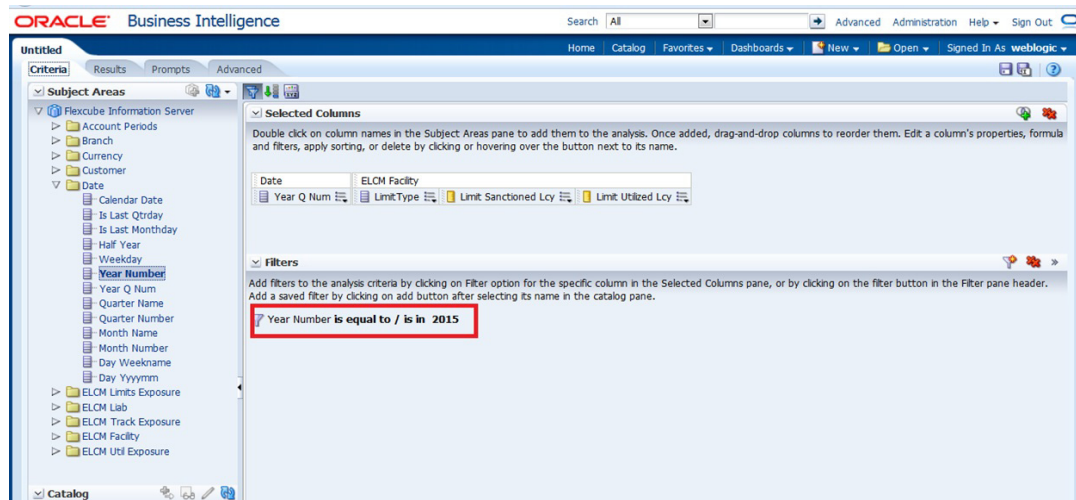 ORACLE Business Intelligence
Search All Advanced Administration Help Sign Out
Untitled
Home Catalog Favorites Dashboards New Open Signed In As weblogic
Criteria Results Prompts Advanced
Subject Areas
Flexcube Information Server
Account Periods
Branch
Currency
Customer
Date
Calendar Date
Is Last Qtrday
Is Last Monthday
Half Year
Weekday
Year Number
Year Q Num
Quarter Name
Quarter Number
Month Name
Month Number
Day Weekname
Day Yyyymm
ELCM Limits Exposure
ELCM Liab
ELCM Track Exposure
ELCM Facility
ELCM Util Exposure
Catalog
Selected Columns
Double click on column names in the Subject Areas pane to add them to the analysis. Once added, drag-and-drop columns to reorder them. Edit a column's properties, formula
and filters, apply sorting, or delete by clicking or hovering over the button next to its name.
Date ELCM Facility
Year Q Num LimitType Limit Sanctioned Lcy Limit Utilized Lcy
Filters
Add filters to the analysis criteria by clicking on Filter option for the specific column in the Selected Columns pane, or by clicking on the filter button in the Filter pane header.
Add a saved filter by clicking on add button after selecting its name in the catalog pane.
Year Number is equal to / is in 2015